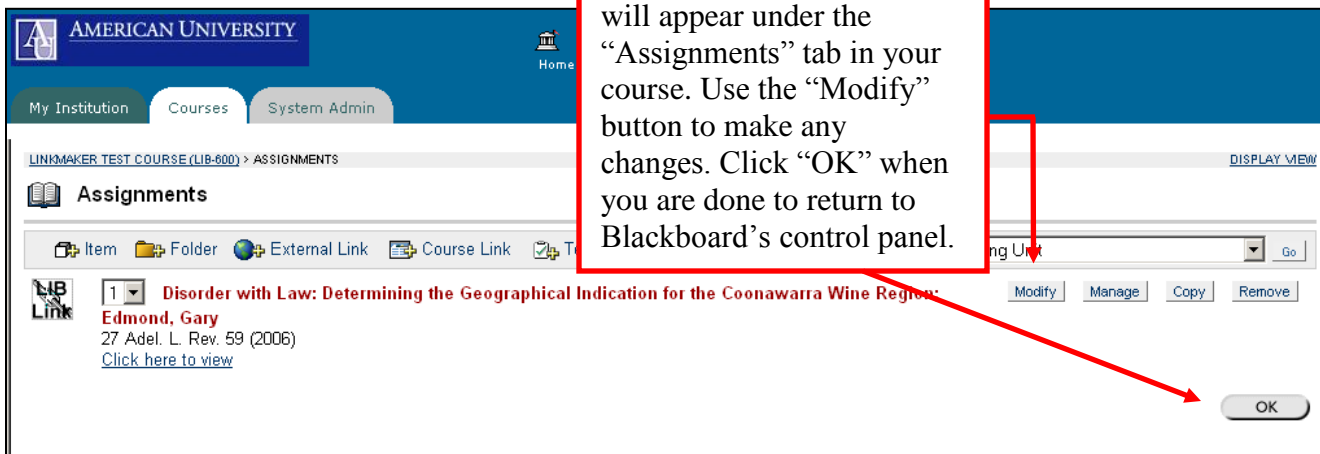 AMERICAN UNIVERSITY
Home
My Institution Courses System Admin
will appear under the
“Assignments” tab in your
course. Use the “Modify”
button to make any
changes. Click “OK” when
you are done to return to
Blackboard’s control panel.
LINKMAKER TEST COURSE (LIB-600) > ASSIGNMENTS
DISPLAY VIEW
Assignments
Item Folder External Link Course Link
Go
LIB
Link
1 Disorder with Law: Determining the Geographical Indication for the Coonawarra Wine Region:
Modify Manage Copy Remove
Edmond, Gary
27 Adel. L. Rev. 59 (2006)
Click here to view
OK